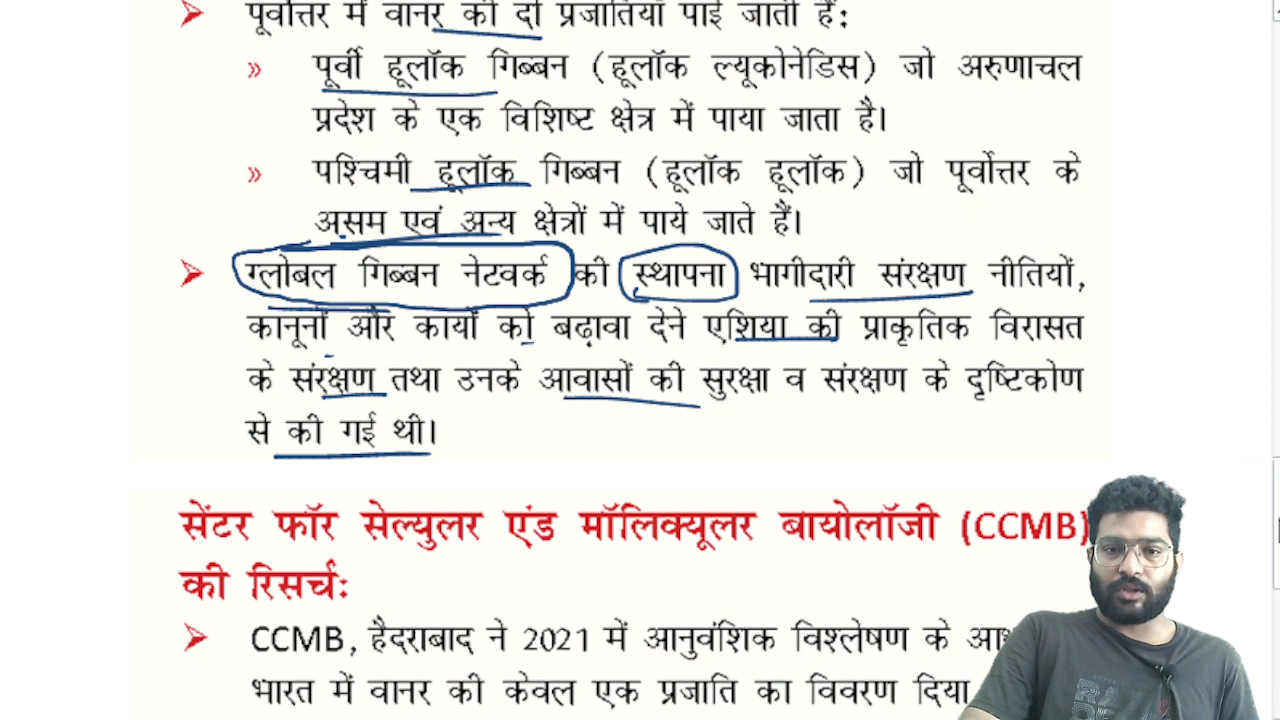 पूर्वोत्तर में वानर की दो प्रजातियाँ पाई जाती हैं:
पूर्वी हूलॉक गिब्बन (हूलॉक ल्यूकोनेडिस) जो अरुणाचल
प्रदेश के एक विशिष्ट क्षेत्र में पाया जाता है।
पश्चिमी हूलॉक गिब्बन (हूलॉक हूलॉक) जो पूर्वोत्तर के
असम एवं अन्य क्षेत्रों में पाये जाते हैं।
ग्लोबल गिब्बन नेटवर्क की स्थापना भागीदारी संरक्षण नीतियों,
कानूनों और कार्यों को बढ़ावा देने एशिया की प्राकृतिक विरासत
के संरक्षण तथा उनके आवासों की सुरक्षा व संरक्षण के दृष्टिकोण
से की गई थी।
सेंटर फॉर सेल्युलर एंड मॉलिक्यूलर बायोलॉजी (CCMB)
की रिसर्च:
CCMB, हैदराबाद ने 2021 में आनुवंशिक विश्लेषण के
भारत में वानर की केवल एक प्रजाति का विवरण दिया